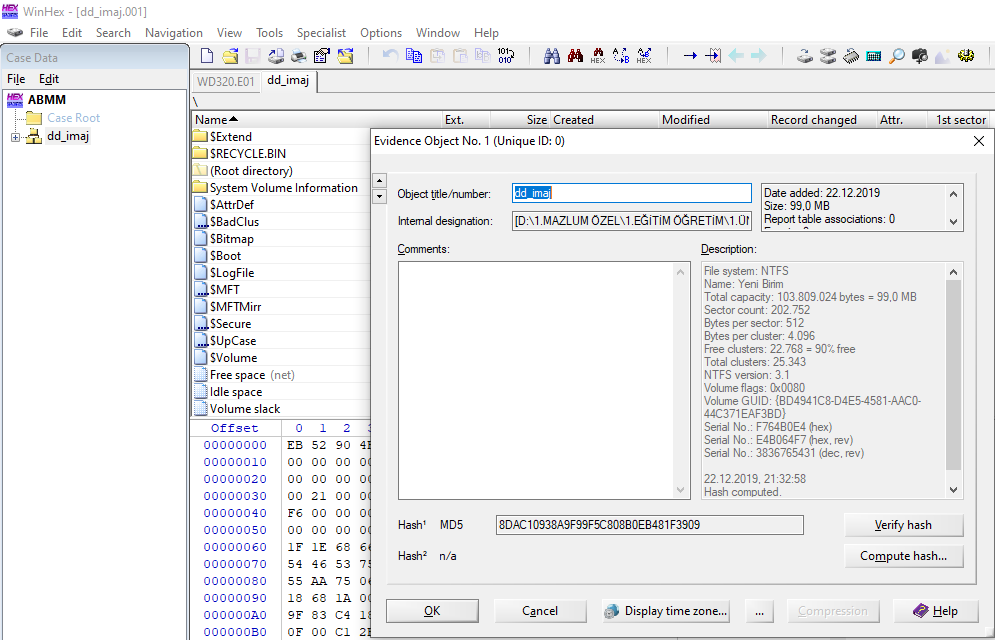 WinHex - [dd_imaj.001]
File Edit Search Navigation View Tools Specialist Options Window Help
Case Data
File Edit
ABMM
Case Root
dd_imaj
WD320.E01 dd_imaj
\
Name Ext. Size Created Modified Record changed Attr. 1st sector
$Extend
$RECYCLE.BIN
(Root directory)
System Volume Information
$AttrDef
$BadClus
$Bitmap
$Boot
$LogFile
$MFT
$MFTMirr
$Secure
$UpCase
$Volume
Free space (net)
Idle space
Volume slack
Offset 0 1 2
00000000 EB 52 90
00000010 00 00 00 00
00000020 00 00 00 00
00000030 00 21 00 00
00000040 F6 00 00 00
00000050 00 00 00 00
00000060 1F 1E 68 66
00000070 54 46 53 75
00000080 55 AA 75 06
00000090 18 68 1A 00
000000A0 9F 83 C4 18
000000B0 0F 00 C1
Evidence Object No. 1 (Unique ID: 0)
Object title/number: dd_imaj
Internal designation: [D:\1.MAZLUM ÖZEL\1.EĞİTİM ÖĞRETİM\1.ÜN
Date added: 22.12.2019
Size: 99,0 MB
Report table associations: 0
Comments:
Description:
File system: NTFS
Name: Yeni Birim
Total capacity: 103.809.024 bytes = 99,0 MB
Sector count: 202.752
Bytes per sector: 512
Bytes per cluster: 4.096
Free clusters: 22.768 = 90% free
Total clusters: 25.343
NTFS version: 3.1
Volume flags: 0x0080
Volume GUID: {BD4941C8-D4E5-4581-AAC0-
44C371EAF3BD}
Serial No.: F764B0E4 (hex)
Serial No.: E4B064F7 (hex, rev)
Serial No.: 3836765431 (dec, rev)
22.12.2019, 21:32:58
Hash computed.
Hash¹ MD5 8DAC10938A9F99F5C808B0EB481F3909 Verify hash
Hash² n/a Compute hash...
OK Cancel Display time zone... ... Compression Help